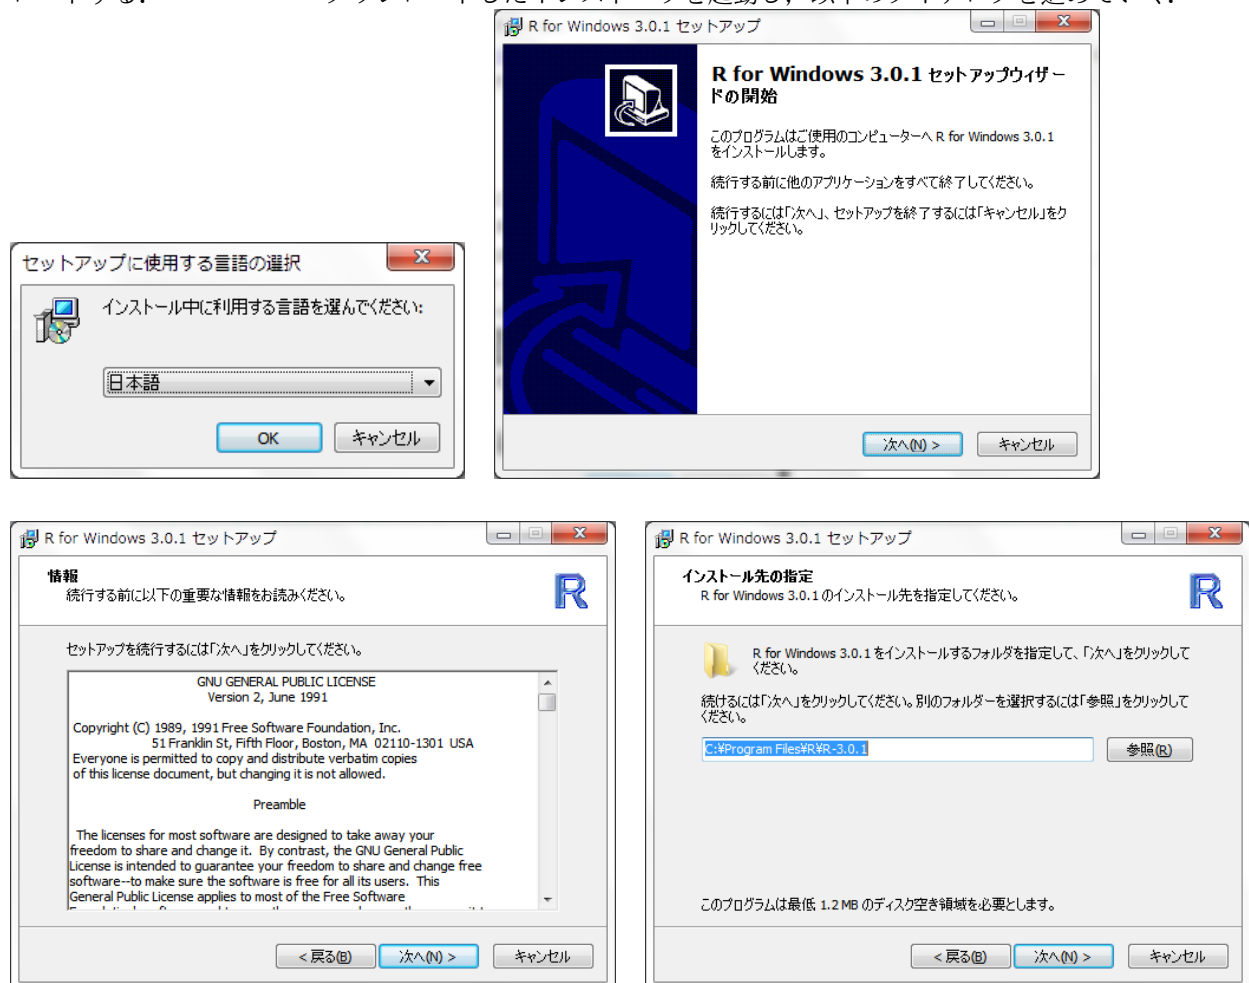 R for Windows 3.0.1 セットアップ
R for Windows 3.0.1 セットアップウィザー
ドの開始
このプログラムはご使用のコンピューターへ R for Windows 3.0.1
をインストールします。
続行する前に他のアプリケーションをすべて終了してください。
続行するには「次へ」、セットアップを終了するには「キャンセル」をク
リックしてください。
次へ(N) >
キャンセル
セットアップに使用する言語の選択
インストール中に利用する言語を選んでください:
日本語
OK
キャンセル
R for Windows 3.0.1 セットアップ
情報
続行する前に以下の重要な情報をお読みください。
セットアップを続行するには「次へ」をクリックしてください。
GNU GENERAL PUBLIC LICENSE
Version 2, June 1991
Copyright (C) 1989, 1991 Free Software Foundation, Inc.
51 Franklin St, Fifth Floor, Boston, MA 02110-1301 USA
Everyone is permitted to copy and distribute verbatim copies
of this license document, but changing it is not allowed.
Preamble
The licenses for most software are designed to take away your
freedom to share and change it. By contrast, the GNU General Public
License is intended to guarantee your freedom to share and change free
software--to make sure the software is free for all its users. This
General Public License applies to most of the Free Software
< 戻る(B)
次へ(N) >
キャンセル
R for Windows 3.0.1 セットアップ
インストール先の指定
R for Windows 3.0.1 のインストール先を指定してください。
R for Windows 3.0.1 をインストールするフォルダを指定して、「次へ」をクリックして
ください。
続けるには「次へ」をクリックしてください。別のフォルダーを選択するには「参照」をクリックして
ください。
C:¥Program Files¥R¥R-3.0.1
参照(R)
このプログラムは最低 1.2 MB のディスク空き領域を必要とします。
< 戻る(B)
次へ(N) >
キャンセル